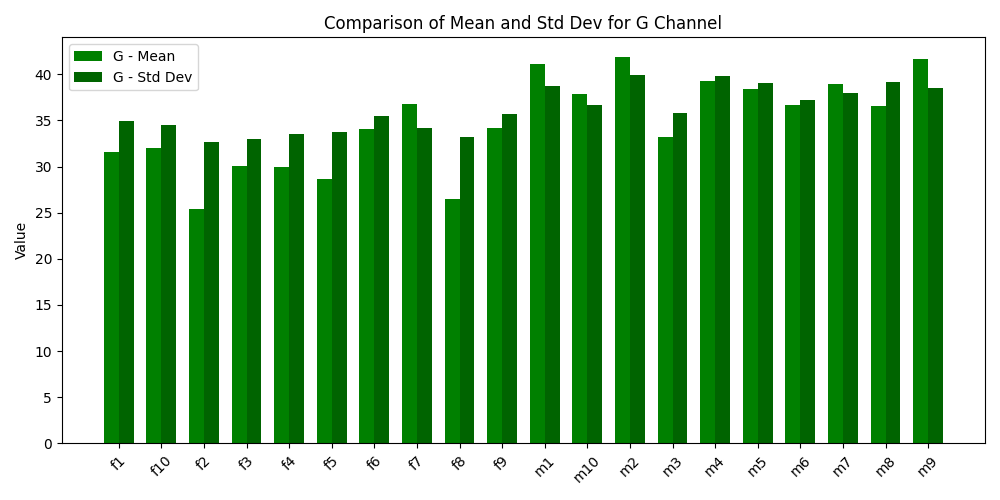 Comparison of Mean and Std Dev for G Channel
G - Mean
G - Std Dev
Value
40
35
30
25
20
15
10
5
0
f1 f10 f2 f3 f4 f5 f6 f7 f8 f9 m1 m10 m2 m3 m4 m5 m6 m7 m8 m9